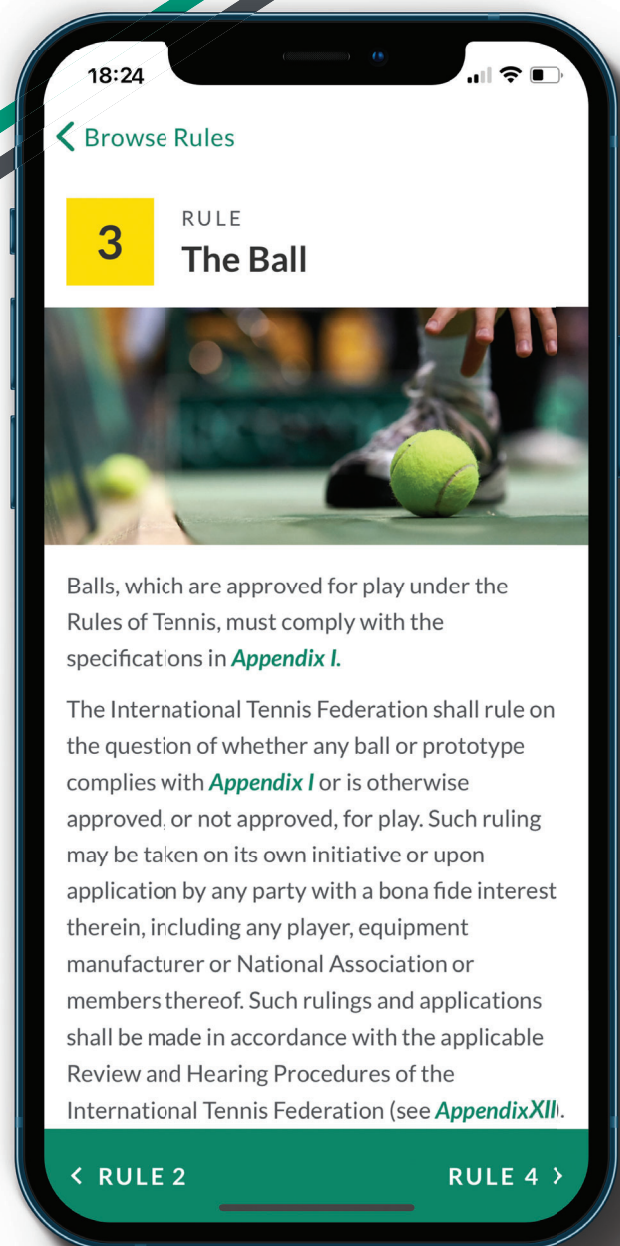 18:24
Browse Rules
3
RULE
The Ball
Balls, which are approved for play under the
Rules of Tennis, must comply with the
specifications in Appendix I.
The International Tennis Federation shall rule on
the question of whether any ball or prototype
complies with Appendix I or is otherwise
approved, or not approved, for play. Such ruling
may be taken on its own initiative or upon
application by any party with a bona fide interest
therein, including any player, equipment
manufacturer or National Association or
members thereof. Such rulings and applications
shall be made in accordance with the applicable
Review and Hearing Procedures of the
International Tennis Federation (see AppendixXII).
< RULE 2
RULE 4 >